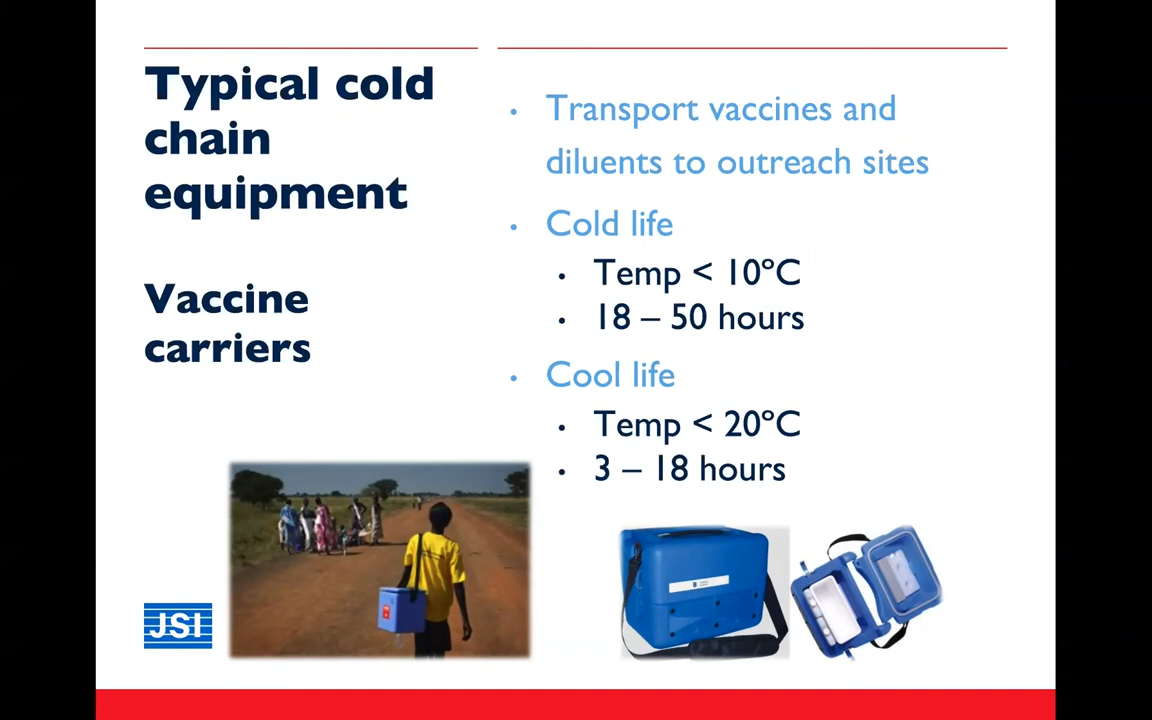 Typical cold
chain
equipment
Vaccine
carriers
• Transport vaccines and
diluents to outreach sites
• Cold life
• Temp < 10°C
• 18 – 50 hours
• Cool life
• Temp < 20°C
• 3 – 18 hours
JSI